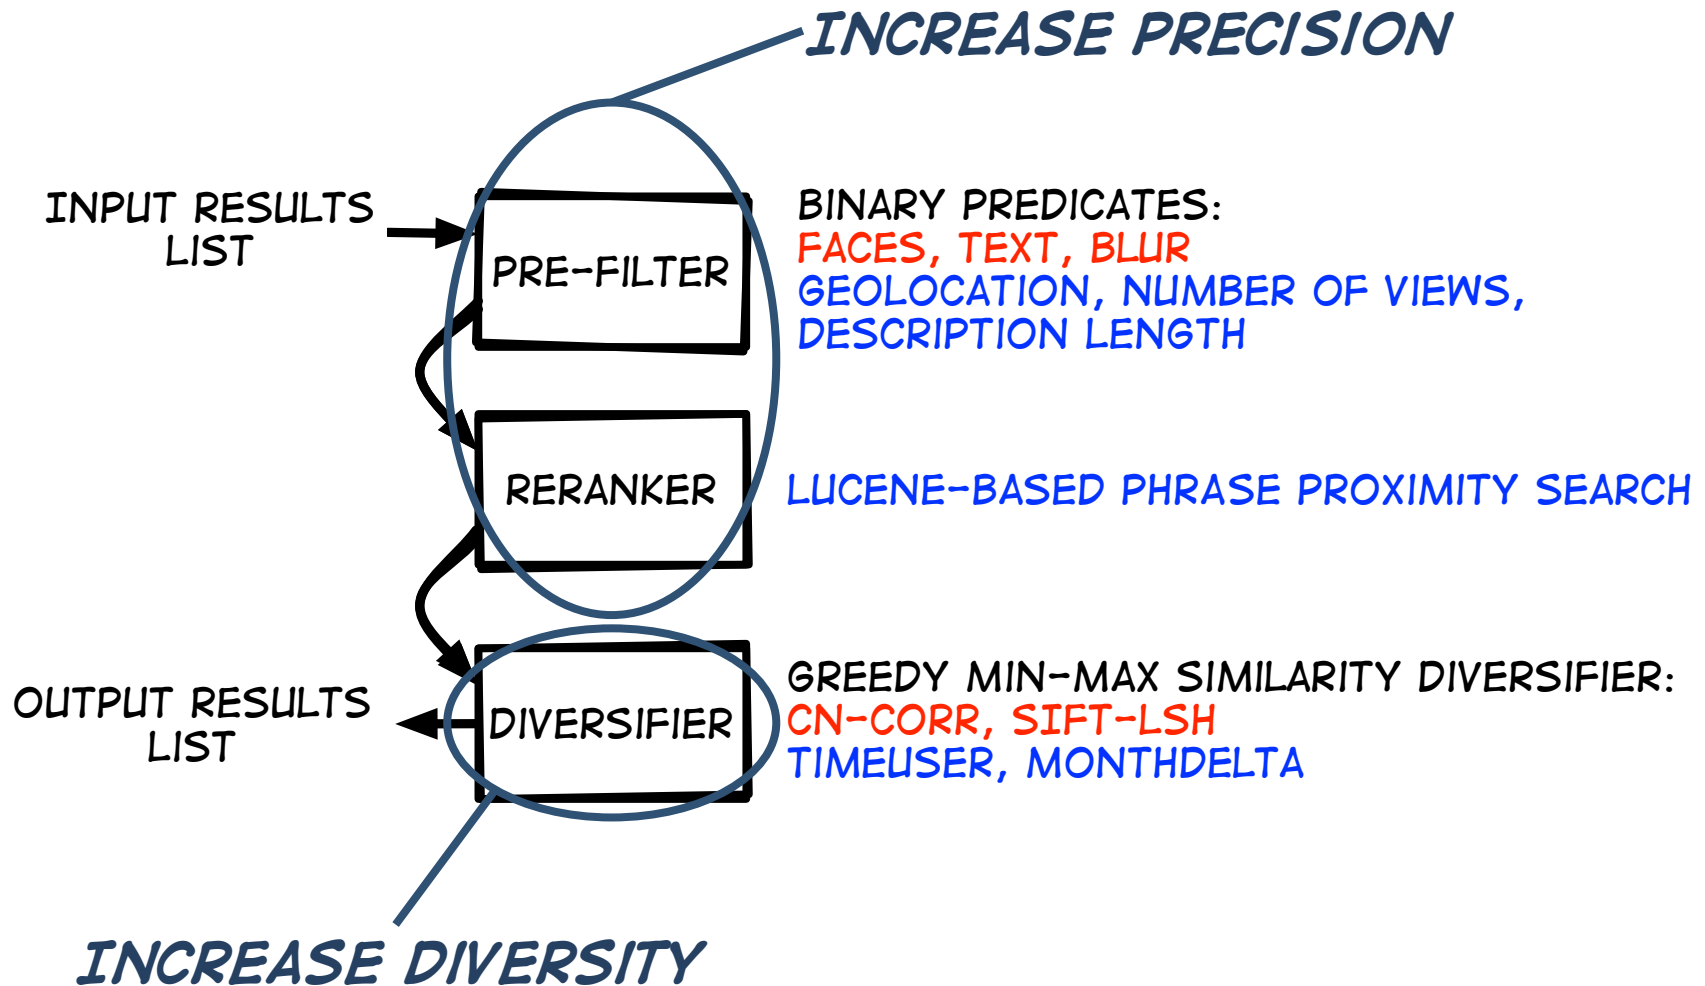 INCREASE PRECISION
INPUT RESULTS
LIST
PRE-FILTER
BINARY PREDICATES:
FACES, TEXT, BLUR
GEOLOCATION, NUMBER OF VIEWS,
DESCRIPTION LENGTH
RERANKER
LUCENE-BASED PHRASE PROXIMITY SEARCH
OUTPUT RESULTS
LIST
DIVERSIFIER
GREEDY MIN-MAX SIMILARITY DIVERSIFIER:
CN-CORR, SIFT-LSH
TIMEUSER, MONTHDELTA
INCREASE DIVERSITY